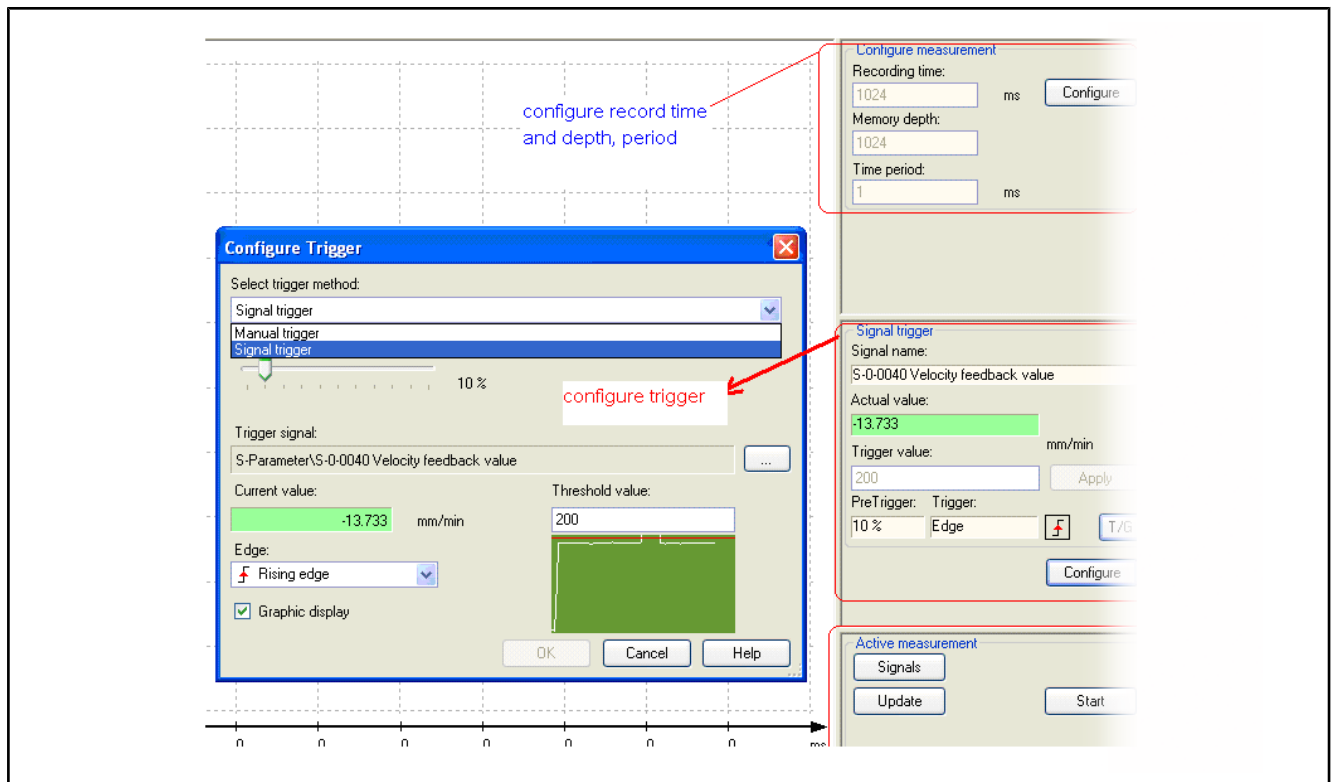 configure record time
and depth, period
Configure measurement
Recording time:
1024 ms Configure
Memory depth:
1024
Time period:
1 ms
Configure Trigger
Select trigger method:
Signal trigger
Manual trigger
Signal trigger
10 %
configure trigger
Trigger signal:
S-Parameter\S-0-0040 Velocity feedback value ...
Current value: Threshold value:
-13.733 mm/min 200
Edge:
Rising edge
Graphic display
OK Cancel Help
Signal trigger
Signal name:
S-0-0040 Velocity feedback value
Actual value:
-13.733
mm/min
Trigger value:
200 Apply
PreTrigger: Trigger:
10 % Edge T/G
Configure
Active measurement
Signals
Update Start
0 0 0 0 0 0 0 ms